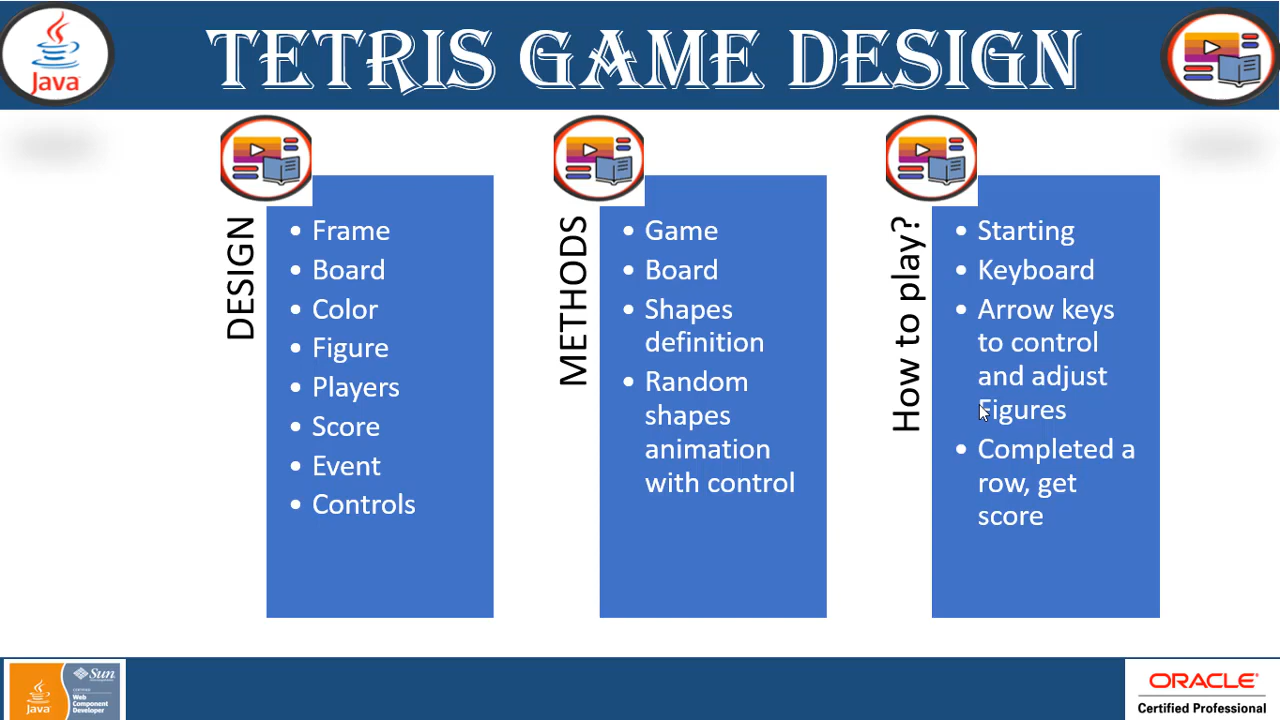 Java
TETRIS GAME DESIGN
DESIGN
• Frame
• Board
• Color
• Figure
• Players
• Score
• Event
• Controls
METHODS
• Game
• Board
• Shapes
definition
• Random
shapes
animation
with control
How to play?
• Starting
• Keyboard
• Arrow keys
to control
and adjust
Figures
• Completed a
row, get
score
Java
Sun
Web
Component
Developer
ORACLE
Certified Professional